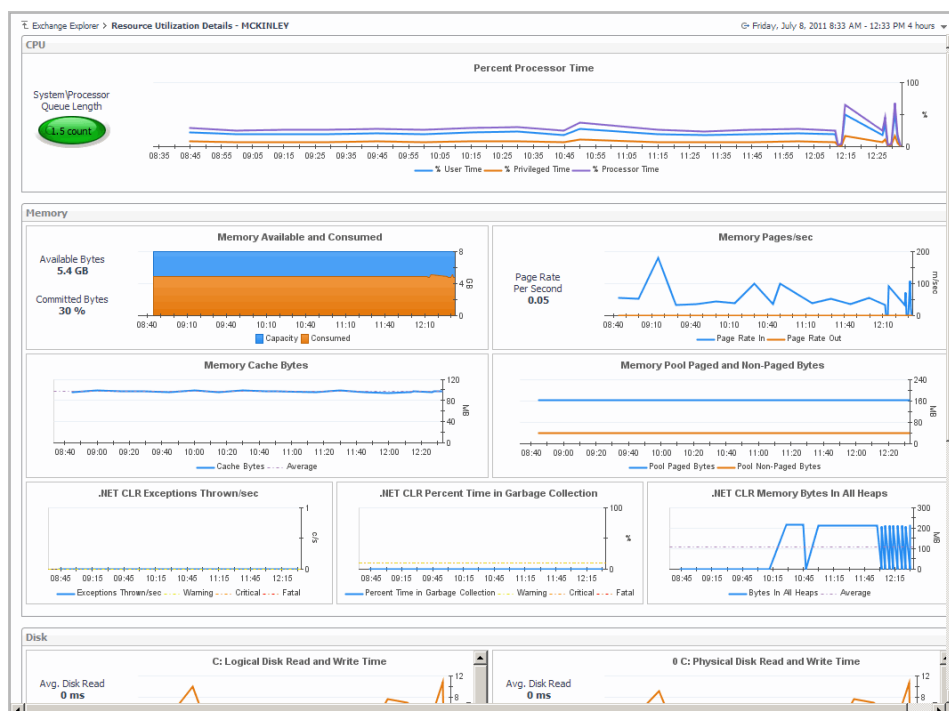 Exchange Explorer > Resource Utilization Details - MCKINLEY
Friday, July 8, 2011 8:33 AM - 12:33 PM 4 hours
CPU
Percent Processor Time
System\Processor
Queue Length
1.5 count
100
%
0
08:35 08:45 08:55 09:05 09:15 09:25 09:35 09:45 09:55 10:05 10:15 10:25 10:35 10:45 10:55 11:05 11:15 11:25 11:35 11:45 11:55 12:05 12:15 12:25
% User Time % Privileged Time % Processor Time
Memory
Memory Available and Consumed
Available Bytes
5.4 GB
Committed Bytes
30 %
8
4
0
GB
08:40 09:10 09:40 10:10 10:40 11:10 11:40 12:10
Capacity Consumed
Memory Pages/sec
Page Rate
Per Second
0.05
200
100
0
m/sec
08:40 09:10 09:40 10:10 10:40 11:10 11:40 12:10
Page Rate In Page Rate Out
Memory Cache Bytes
120
80
40
0
MB
08:40 09:00 09:20 09:40 10:00 10:20 10:40 11:00 11:20 11:40 12:00 12:20
Cache Bytes Average
Memory Pool Paged and Non-Paged Bytes
240
160
80
0
MB
08:40 09:00 09:20 09:40 10:00 10:20 10:40 11:00 11:20 11:40 12:00 12:20
Pool Paged Bytes Pool Non-Paged Bytes
.NET CLR Exceptions Thrown/sec
1
0
c/s
08:45 09:15 09:45 10:15 10:45 11:15 11:45 12:15
Exceptions Thrown/sec Warning Critical Fatal
.NET CLR Percent Time in Garbage Collection
100
%
0
08:45 09:15 09:45 10:15 10:45 11:15 11:45 12:15
Percent Time in Garbage Collection Warning Critical Fatal
.NET CLR Memory Bytes In All Heaps
300
200
100
0
MB
08:45 09:15 09:45 10:15 10:45 11:15 11:45 12:15
Bytes In All Heaps Average
Disk
C: Logical Disk Read and Write Time
Avg. Disk Read
0 ms
12
8
0 C: Physical Disk Read and Write Time
Avg. Disk Read
0 ms
12
8